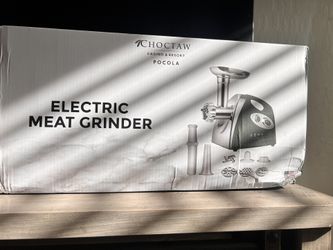 CHOCTAW
CASINO & RESORT
POCOLA
ELECTRIC
MEAT GRINDER